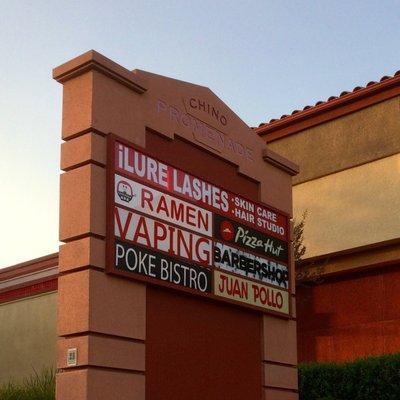 CHINO
PROMENADE
iLURE LASHES
•SKIN CARE
•HAIR STUDIO
RAMEN
Pizza Hut
VAPING
BARBERSHOP
POKE BISTRO
JUAN POLLO